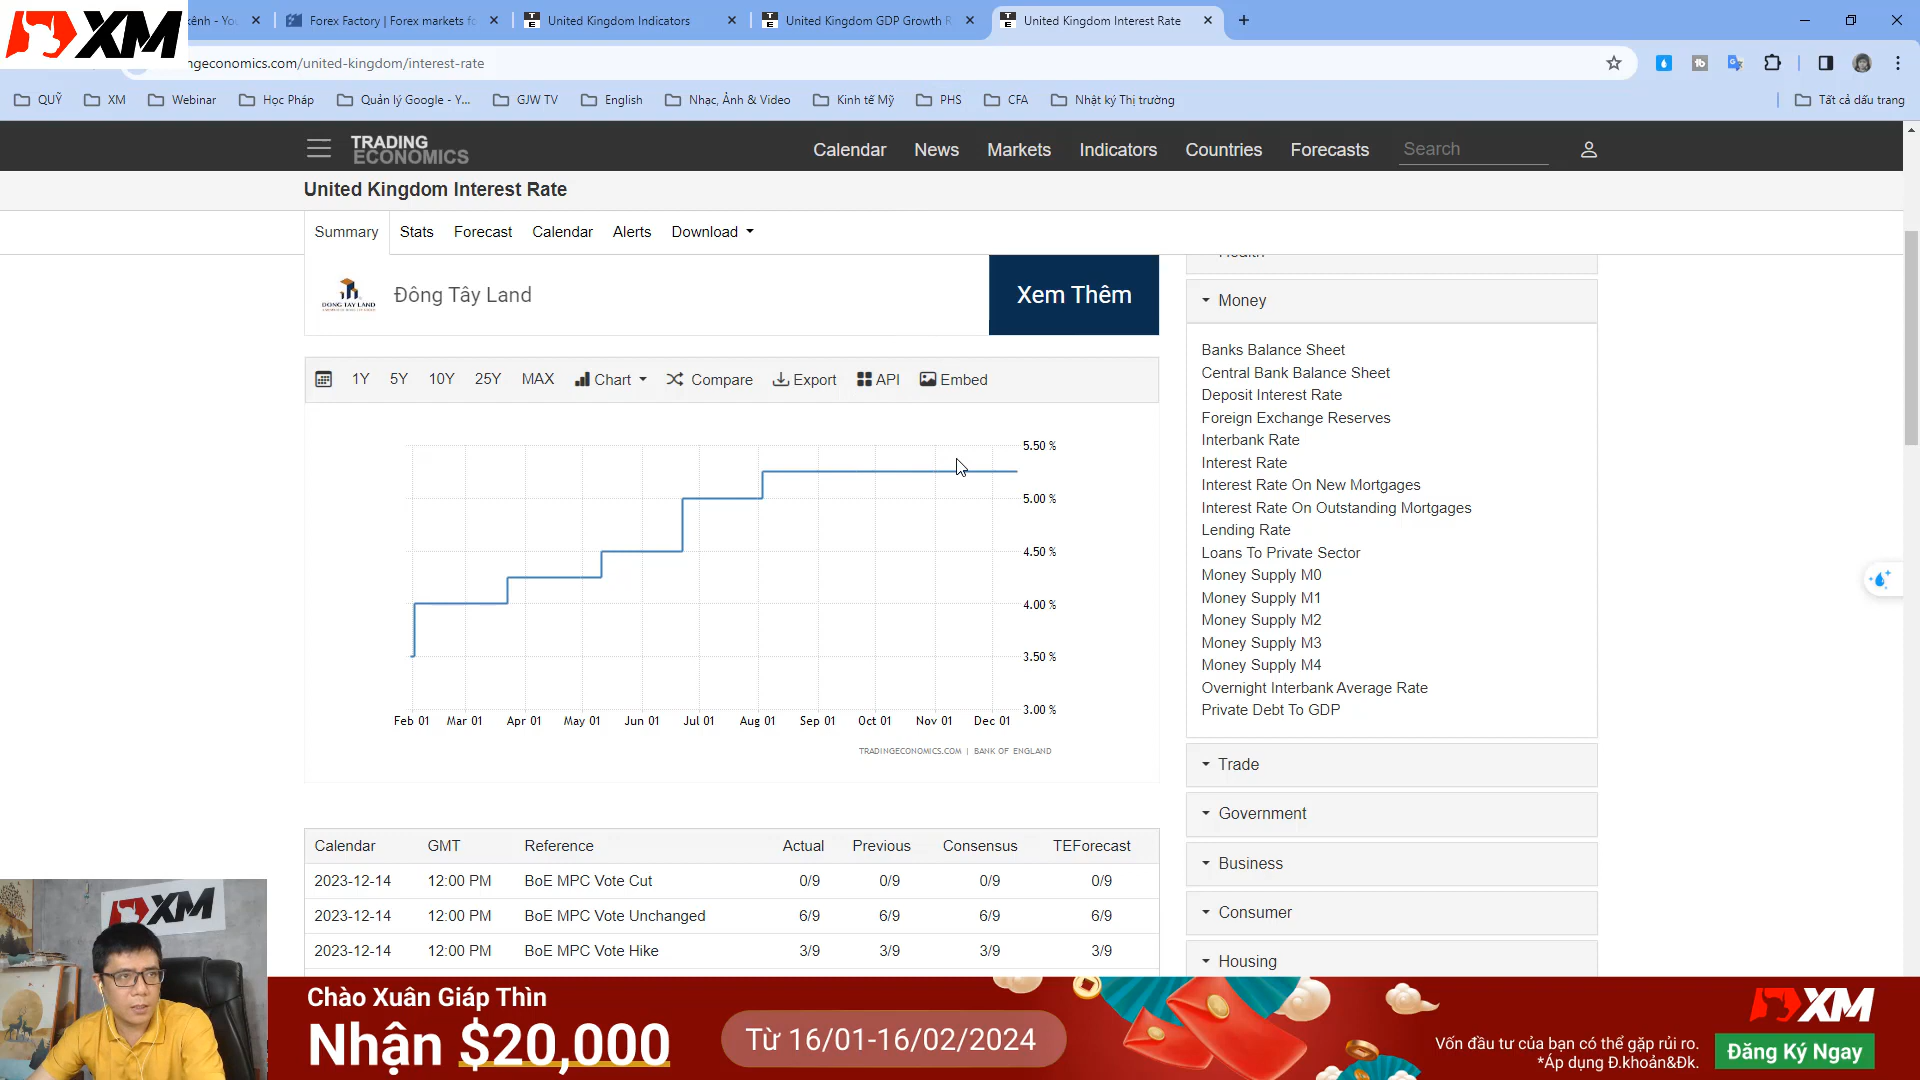 kênh - You
Forex Factory | Forex markets fo
United Kingdom Indicators
United Kingdom GDP Growth R
United Kingdom Interest Rate
XM
ngeconomics.com/united-kingdom/interest-rate
QUỸ
XM
Webinar
Học Pháp
Quản lý Google - Y...
GJW TV
English
Nhạc, Ảnh & Video
Kinh tế Mỹ
PHS
CFA
Nhật ký Thị trường
Tất cả dấu trang
TRADING
ECONOMICS
Calendar
News
Markets
Indicators
Countries
Forecasts
Search
United Kingdom Interest Rate
Summary
Stats
Forecast
Calendar
Alerts
Download
Health
DONG TAY LAND
Đông Tây Land
Xem Thêm
Money
1Y
5Y
10Y
25Y
MAX
Chart
Compare
Export
API
Embed
Banks Balance Sheet
Central Bank Balance Sheet
Deposit Interest Rate
Foreign Exchange Reserves
Interbank Rate
Interest Rate
Interest Rate On New Mortgages
Interest Rate On Outstanding Mortgages
Lending Rate
Loans To Private Sector
Money Supply M0
Money Supply M1
Money Supply M2
Money Supply M3
Money Supply M4
Overnight Interbank Average Rate
Private Debt To GDP
5.50 %
5.00 %
4.50 %
4.00 %
3.50 %
3.00 %
Feb 01
Mar 01
Apr 01
May 01
Jun 01
Jul 01
Aug 01
Sep 01
Oct 01
Nov 01
Dec 01
TRADINGECONOMICS.COM | BANK OF ENGLAND
Trade
Government
Business
Consumer
Housing
Calendar GMT Reference Actual Previous Consensus TEForecast
2023-12-14 12:00 PM BoE MPC Vote Cut 0/9 0/9 0/9 0/9
2023-12-14 12:00 PM BoE MPC Vote Unchanged 6/9 6/9 6/9 6/9
2023-12-14 12:00 PM BoE MPC Vote Hike 3/9 3/9 3/9 3/9
XM
Chào Xuân Giáp Thìn
Nhận $20,000
Từ 16/01-16/02/2024
XM
Vốn đầu tư của bạn có thể gặp rủi ro.
*Áp dụng Đ.khoản&Đk.
Đăng Ký Ngay